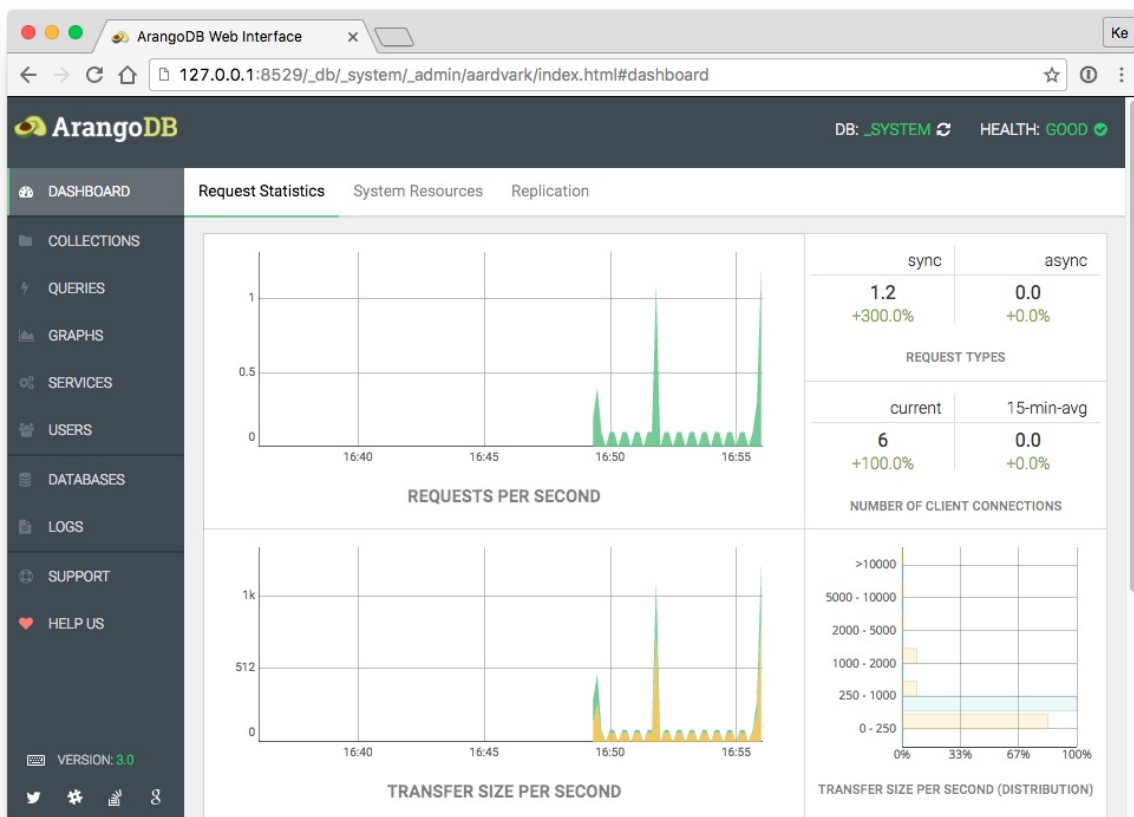 ArangoDB Web Interface
Ke
127.0.0.1:8529/_db/_system/_admin/aardvark/index.html#dashboard
ArangoDB
DB: _SYSTEM HEALTH: GOOD
DASHBOARD
COLLECTIONS
QUERIES
GRAPHS
SERVICES
USERS
DATABASES
LOGS
SUPPORT
HELP US
VERSION: 3.0
Request Statistics System Resources Replication
1
0.5
0
16:40 16:45 16:50 16:55
REQUESTS PER SECOND
sync async
1.2 0.0
+300.0% +0.0%
REQUEST TYPES
current 15-min-avg
6 0.0
+100.0% +0.0%
NUMBER OF CLIENT CONNECTIONS
1k
512
0
16:40 16:45 16:50 16:55
TRANSFER SIZE PER SECOND
>10000
5000 - 10000
2000 - 5000
1000 - 2000
250 - 1000
0 - 250
0% 33% 67% 100%
TRANSFER SIZE PER SECOND (DISTRIBUTION)